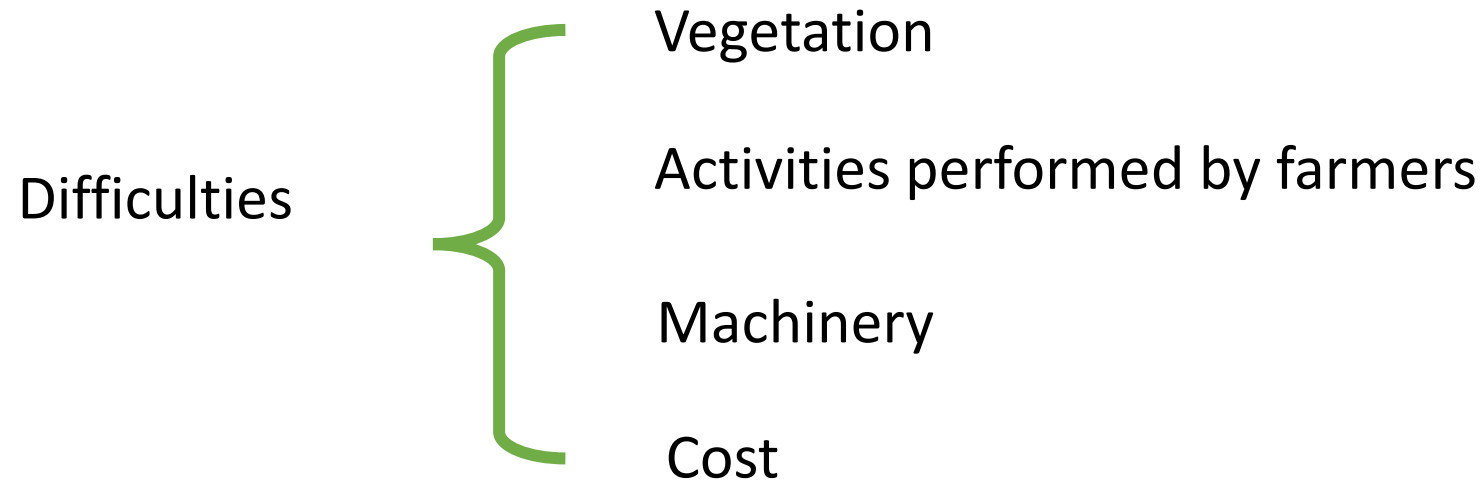 Difficulties
Vegetation
Activities performed by farmers
Machinery
Cost